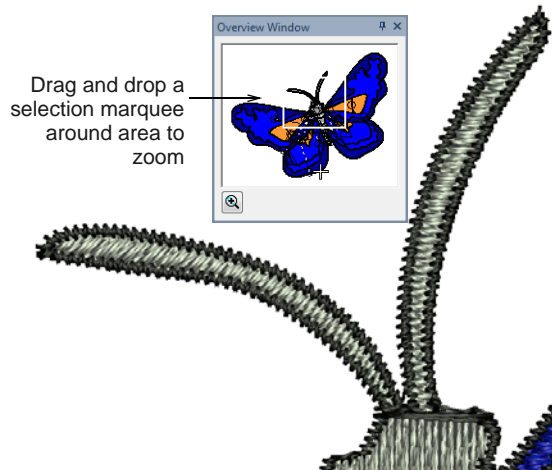 Overview Window
Drag and drop a
selection marquee
around area to
zoom